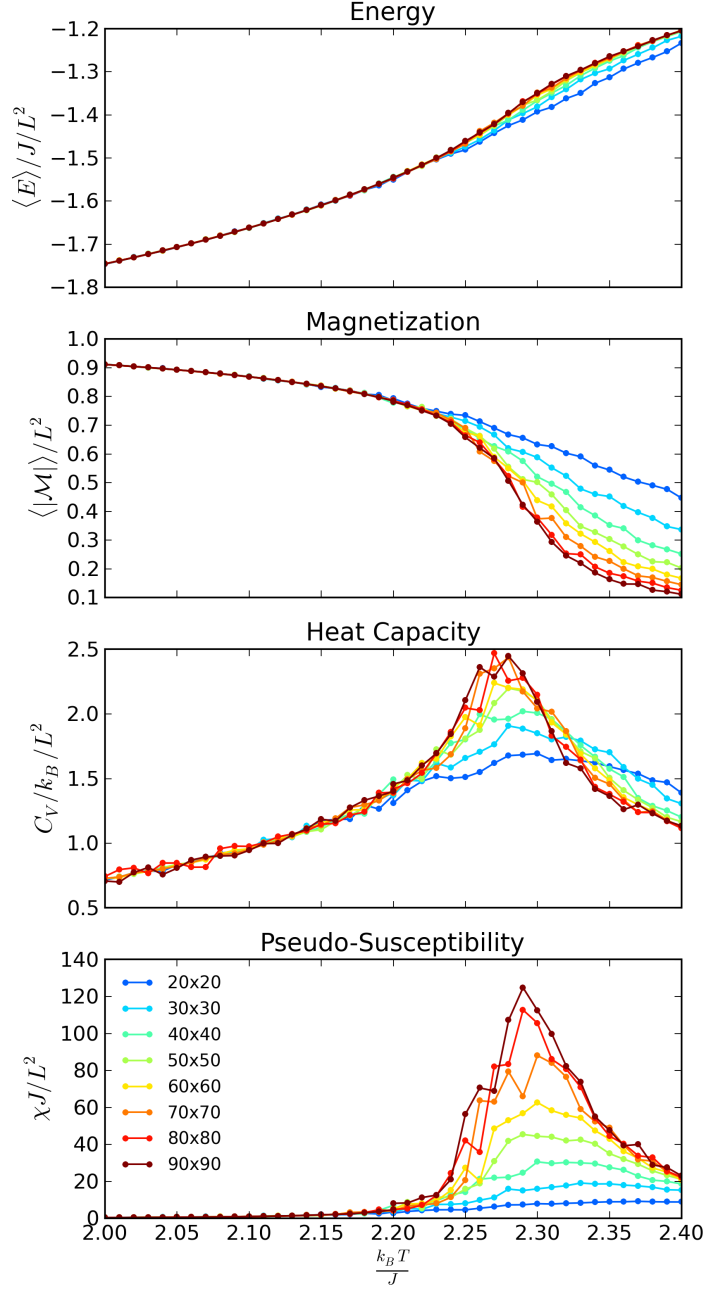 Energy
−1.2
−1.3
−1.4
−1.5
−1.6
−1.7
−1.8
⟨E⟩/J/L²
Magnetization
1.0
0.9
0.8
0.7
0.6
0.5
0.4
0.3
0.2
0.1
⟨|ℳ|⟩/L²
Heat Capacity
2.5
2.0
1.5
1.0
0.5
C_V/k_B/L²
Pseudo-Susceptibility
140
120
100
80
60
40
20
0
χJ/L²
20x20
30x30
40x40
50x50
60x60
70x70
80x80
90x90
2.00 2.05 2.10 2.15 2.20 2.25 2.30 2.35 2.40
k_B T
J